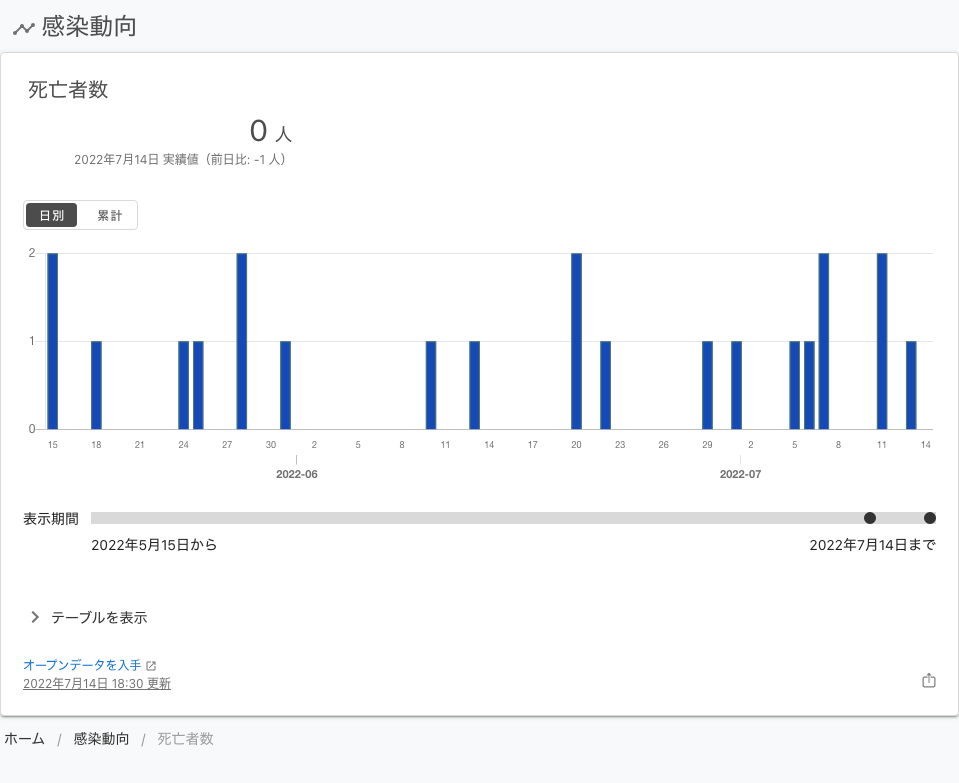 感染動向
死亡者数
0 人
2022年7月14日 実績値（前日比: -1 人）
日別 累計
2
1
0
15 18 21 24 27 30 2 5 8 11 14 17 20 23 26 29 2 5 8 11 14
2022-06 2022-07
表示期間
2022年5月15日から 2022年7月14日まで
テーブルを表示
オープンデータを入手
2022年7月14日 18:30 更新
ホーム / 感染動向 / 死亡者数